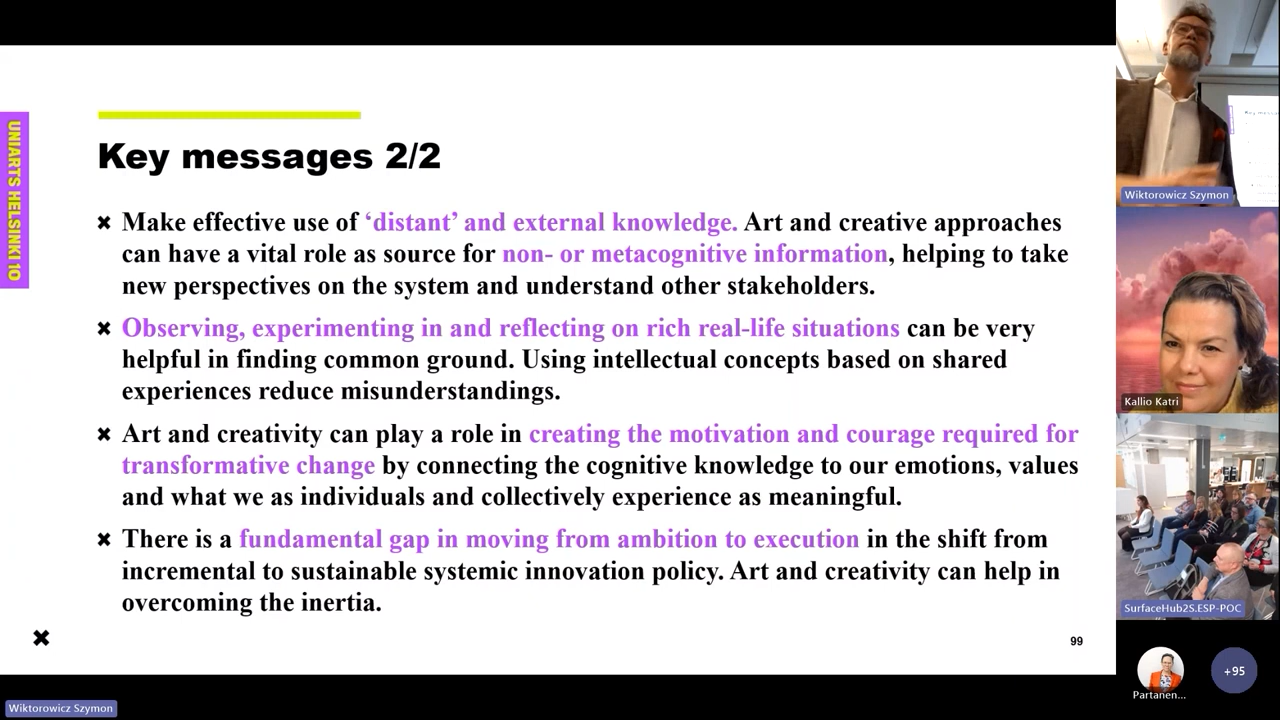 UNIARTS HELSINKI 10
Key messages 2/2
✖ Make effective use of ‘distant’ and external knowledge. Art and creative approaches
can have a vital role as source for non- or metacognitive information, helping to take
new perspectives on the system and understand other stakeholders.
✖ Observing, experimenting in and reflecting on rich real-life situations can be very
helpful in finding common ground. Using intellectual concepts based on shared
experiences reduce misunderstandings.
✖ Art and creativity can play a role in creating the motivation and courage required for
transformative change by connecting the cognitive knowledge to our emotions, values
and what we as individuals and collectively experience as meaningful.
✖ There is a fundamental gap in moving from ambition to execution in the shift from
incremental to sustainable systemic innovation policy. Art and creativity can help in
overcoming the inertia.
99
Wiktorowicz Szymon
Wiktorowicz Szymon
Kallio Katri
SurfaceHub2S.ESP-POC
Partanen...
+95